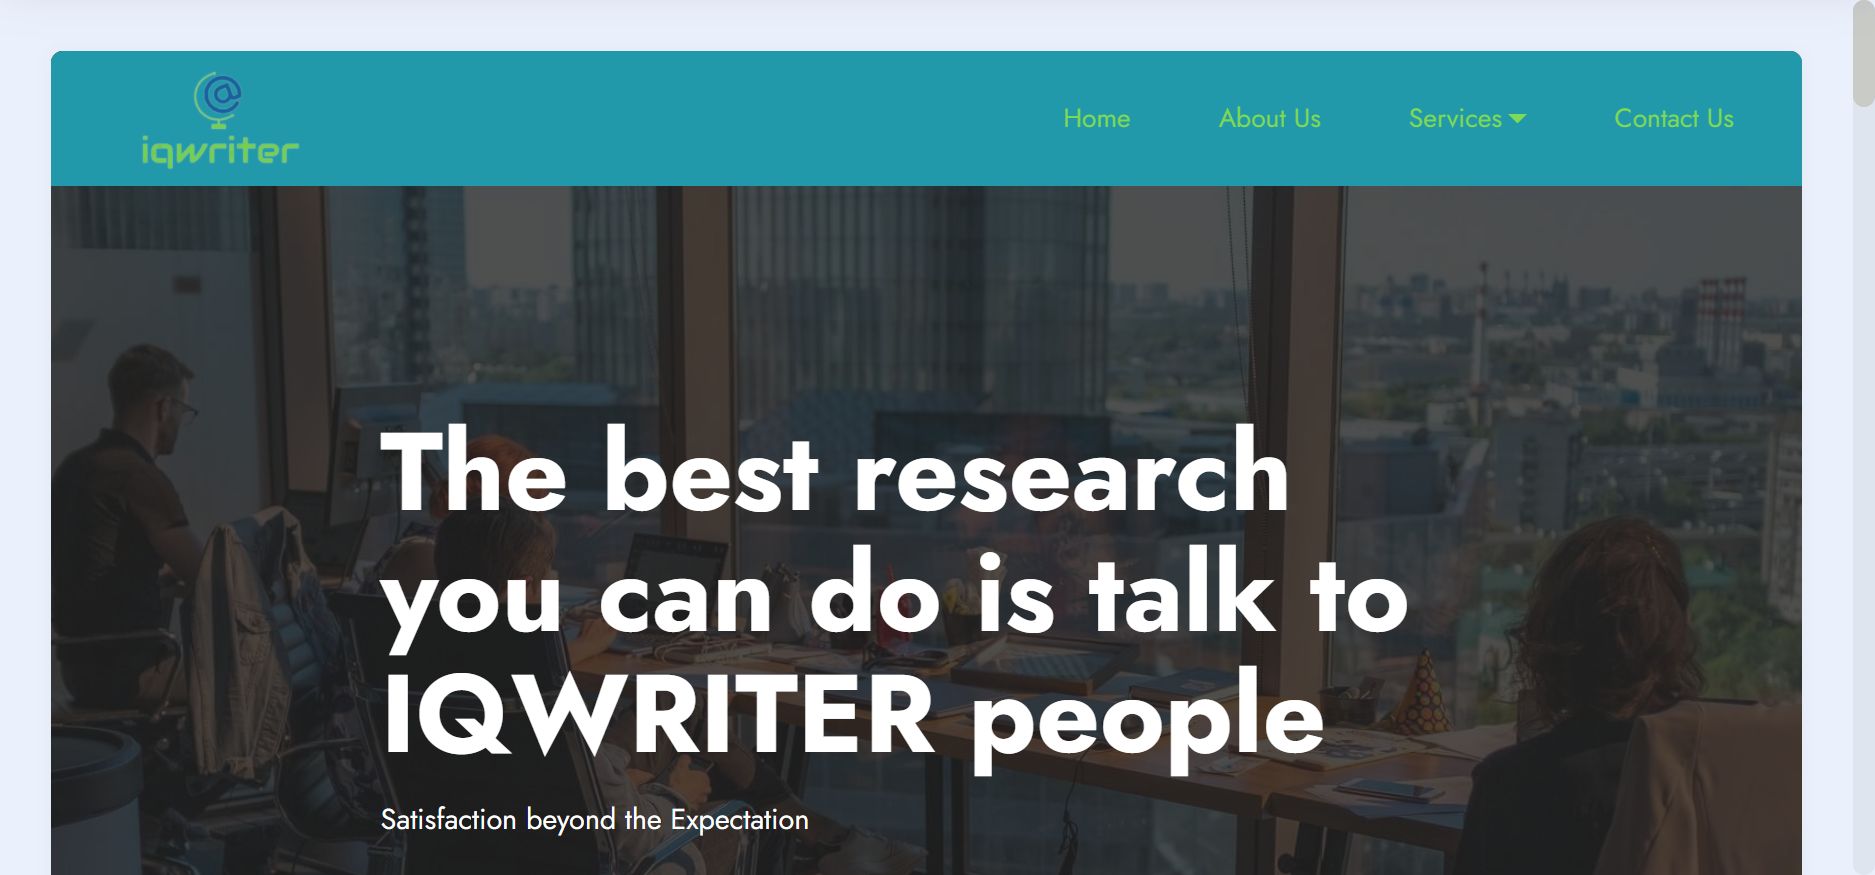 @
iqwriter
Home About Us Services Contact Us
The best research
you can do is talk to
IQWRITER people
Satisfaction beyond the Expectation